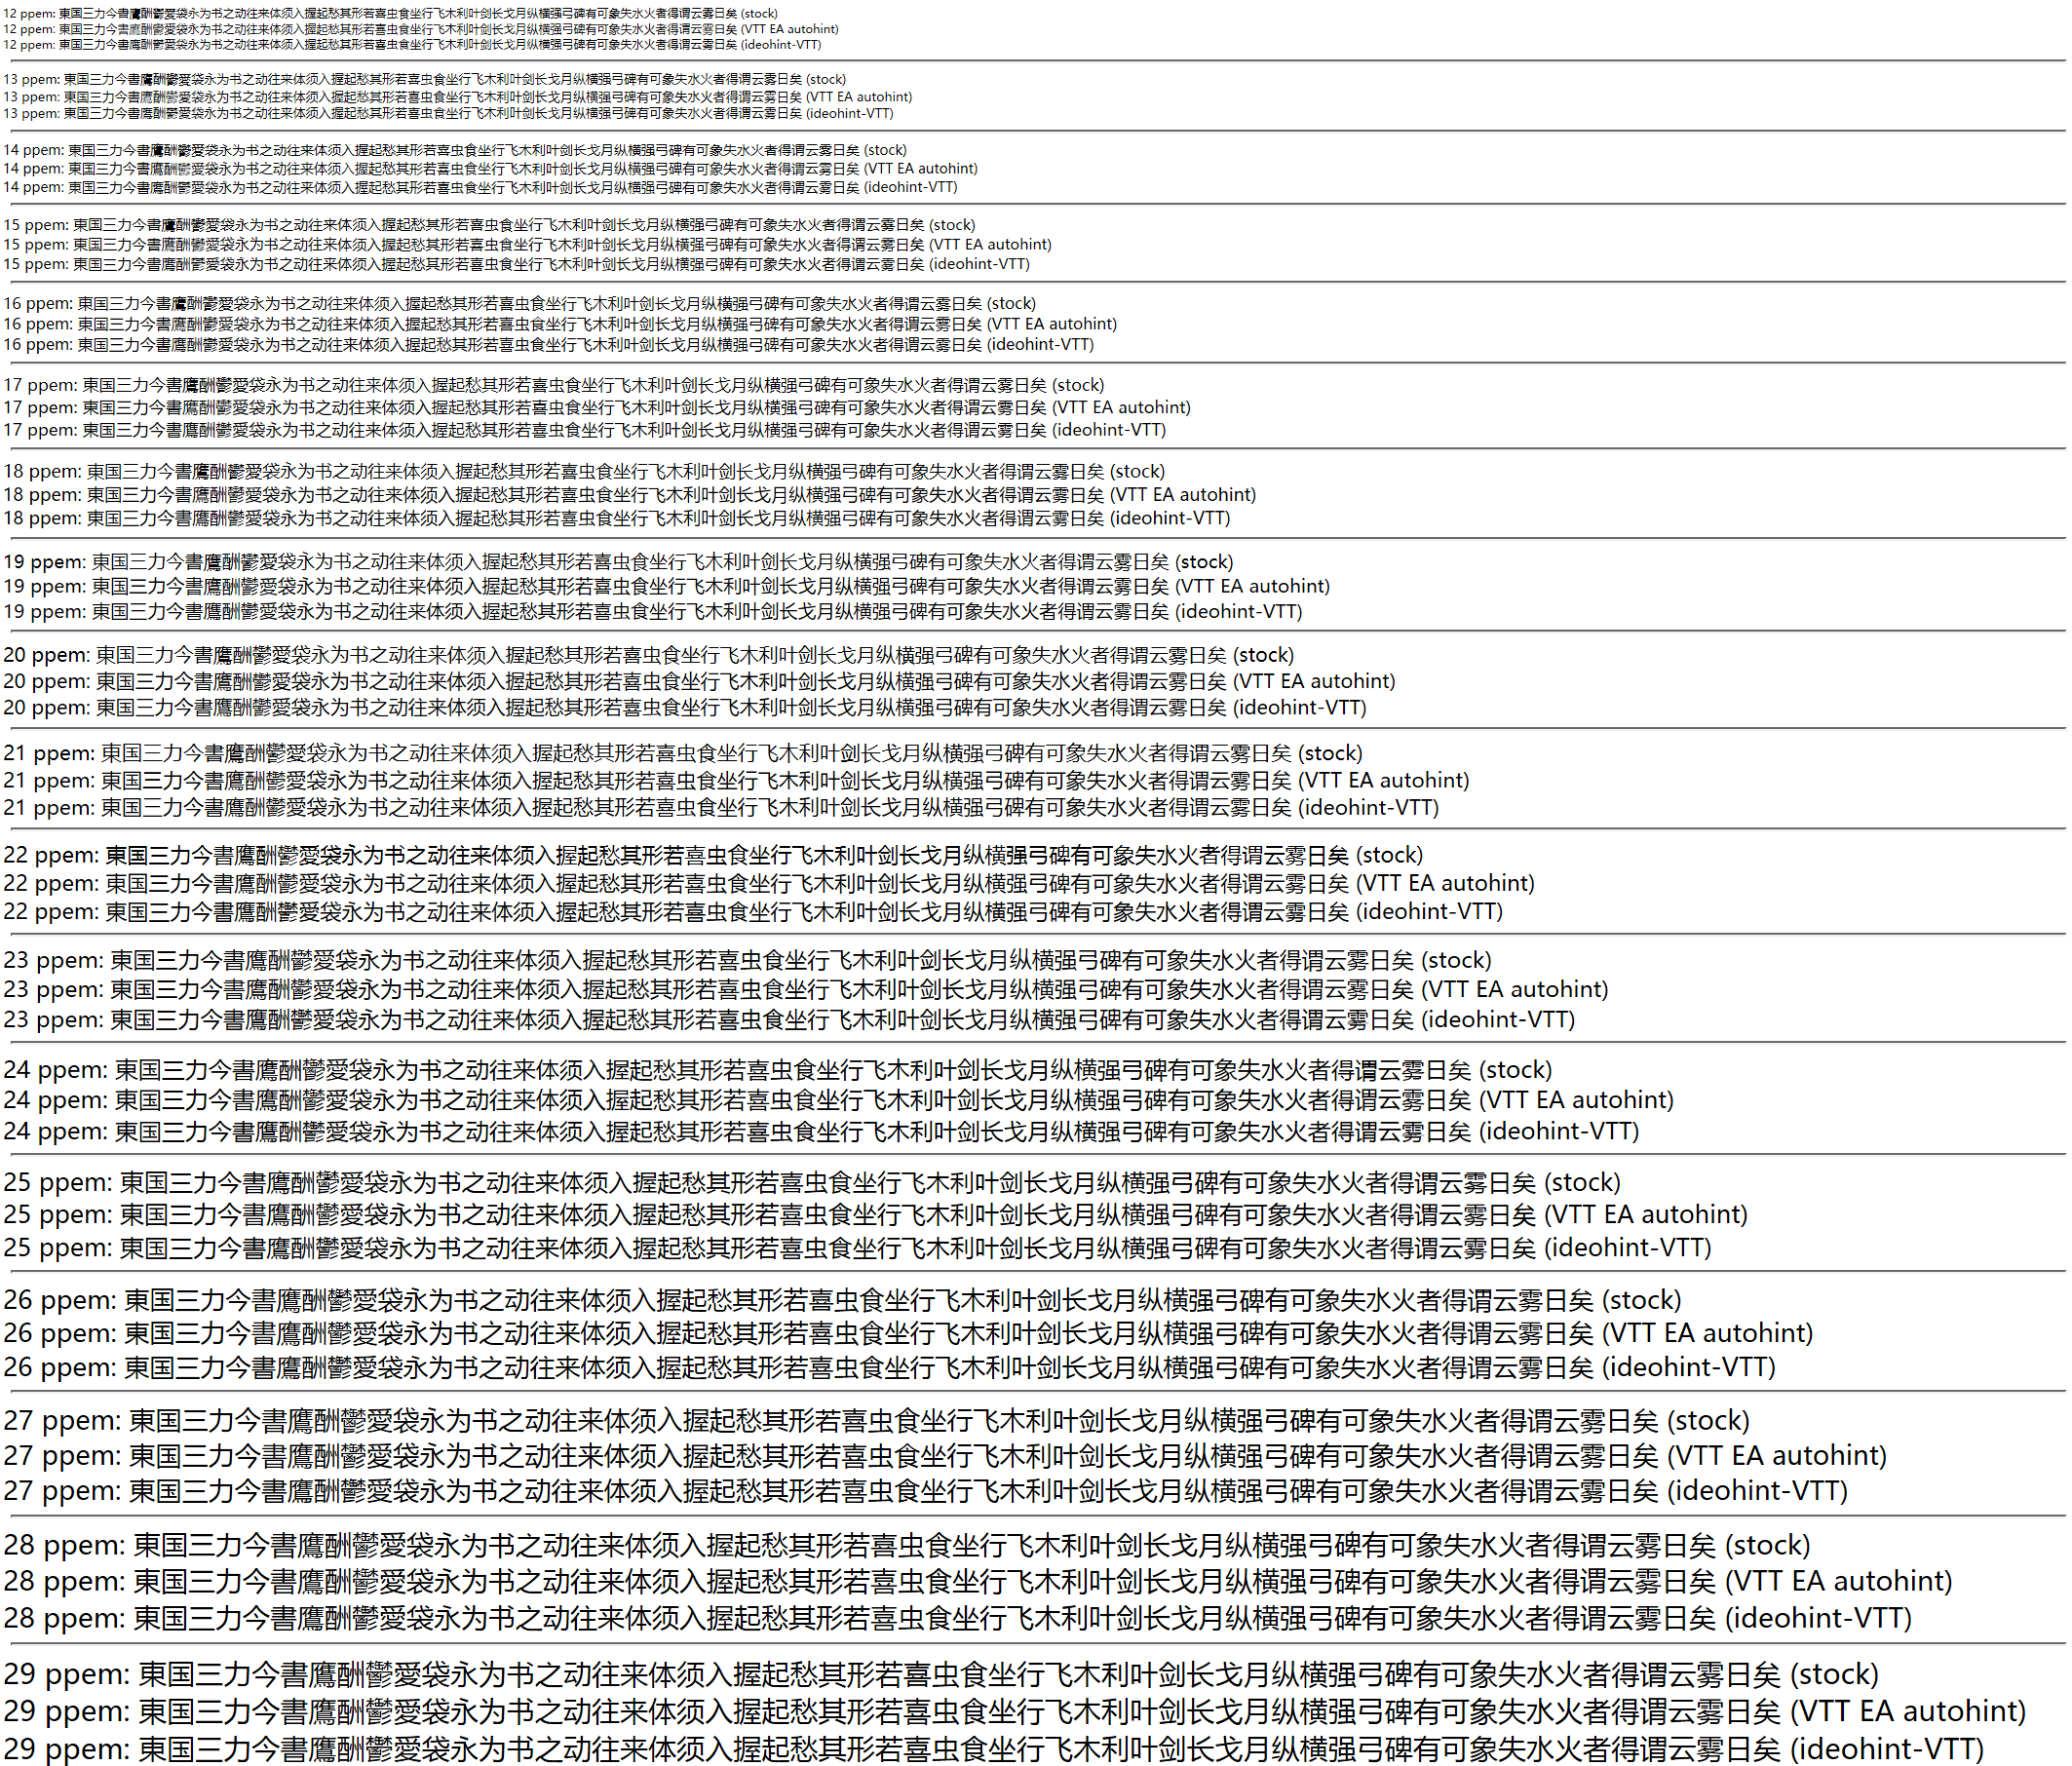 12 ppem: 東国三力今書鷹酬鬱愛袋永为书之动往来体须入握起愁其形若喜虫食坐行飞木利叶剑长戈月纵横强弓碑有可象失水火者得谓云雾日矣 (stock)
12 ppem: 東国三力今書鷹酬鬱愛袋永为书之动往来体须入握起愁其形若喜虫食坐行飞木利叶剑长戈月纵横强弓碑有可象失水火者得谓云雾日矣 (VTT EA autohint)
12 ppem: 東国三力今書鷹酬鬱愛袋永为书之动往来体须入握起愁其形若喜虫食坐行飞木利叶剑长戈月纵横强弓碑有可象失水火者得谓云雾日矣 (ideohint-VTT)
13 ppem: 東国三力今書鷹酬鬱愛袋永为书之动往来体须入握起愁其形若喜虫食坐行飞木利叶剑长戈月纵横强弓碑有可象失水火者得谓云雾日矣 (stock)
13 ppem: 東国三力今書鷹酬鬱愛袋永为书之动往来体须入握起愁其形若喜虫食坐行飞木利叶剑长戈月纵横强弓碑有可象失水火者得谓云雾日矣 (VTT EA autohint)
13 ppem: 東国三力今書鷹酬鬱愛袋永为书之动往来体须入握起愁其形若喜虫食坐行飞木利叶剑长戈月纵横强弓碑有可象失水火者得谓云雾日矣 (ideohint-VTT)
14 ppem: 東国三力今書鷹酬鬱愛袋永为书之动往来体须入握起愁其形若喜虫食坐行飞木利叶剑长戈月纵横强弓碑有可象失水火者得谓云雾日矣 (stock)
14 ppem: 東国三力今書鷹酬鬱愛袋永为书之动往来体须入握起愁其形若喜虫食坐行飞木利叶剑长戈月纵横强弓碑有可象失水火者得谓云雾日矣 (VTT EA autohint)
14 ppem: 東国三力今書鷹酬鬱愛袋永为书之动往来体须入握起愁其形若喜虫食坐行飞木利叶剑长戈月纵横强弓碑有可象失水火者得谓云雾日矣 (ideohint-VTT)
15 ppem: 東国三力今書鷹酬鬱愛袋永为书之动往来体须入握起愁其形若喜虫食坐行飞木利叶剑长戈月纵横强弓碑有可象失水火者得谓云雾日矣 (stock)
15 ppem: 東国三力今書鷹酬鬱愛袋永为书之动往来体须入握起愁其形若喜虫食坐行飞木利叶剑长戈月纵横强弓碑有可象失水火者得谓云雾日矣 (VTT EA autohint)
15 ppem: 東国三力今書鷹酬鬱愛袋永为书之动往来体须入握起愁其形若喜虫食坐行飞木利叶剑长戈月纵横强弓碑有可象失水火者得谓云雾日矣 (ideohint-VTT)
16 ppem: 東国三力今書鷹酬鬱愛袋永为书之动往来体须入握起愁其形若喜虫食坐行飞木利叶剑长戈月纵横强弓碑有可象失水火者得谓云雾日矣 (stock)
16 ppem: 東国三力今書鷹酬鬱愛袋永为书之动往来体须入握起愁其形若喜虫食坐行飞木利叶剑长戈月纵横强弓碑有可象失水火者得谓云雾日矣 (VTT EA autohint)
16 ppem: 東国三力今書鷹酬鬱愛袋永为书之动往来体须入握起愁其形若喜虫食坐行飞木利叶剑长戈月纵横强弓碑有可象失水火者得谓云雾日矣 (ideohint-VTT)
17 ppem: 東国三力今書鷹酬鬱愛袋永为书之动往来体须入握起愁其形若喜虫食坐行飞木利叶剑长戈月纵横强弓碑有可象失水火者得谓云雾日矣 (stock)
17 ppem: 東国三力今書鷹酬鬱愛袋永为书之动往来体须入握起愁其形若喜虫食坐行飞木利叶剑长戈月纵横强弓碑有可象失水火者得谓云雾日矣 (VTT EA autohint)
17 ppem: 東国三力今書鷹酬鬱愛袋永为书之动往来体须入握起愁其形若喜虫食坐行飞木利叶剑长戈月纵横强弓碑有可象失水火者得谓云雾日矣 (ideohint-VTT)
18 ppem: 東国三力今書鷹酬鬱愛袋永为书之动往来体须入握起愁其形若喜虫食坐行飞木利叶剑长戈月纵横强弓碑有可象失水火者得谓云雾日矣 (stock)
18 ppem: 東国三力今書鷹酬鬱愛袋永为书之动往来体须入握起愁其形若喜虫食坐行飞木利叶剑长戈月纵横强弓碑有可象失水火者得谓云雾日矣 (VTT EA autohint)
18 ppem: 東国三力今書鷹酬鬱愛袋永为书之动往来体须入握起愁其形若喜虫食坐行飞木利叶剑长戈月纵横强弓碑有可象失水火者得谓云雾日矣 (ideohint-VTT)
19 ppem: 東国三力今書鷹酬鬱愛袋永为书之动往来体须入握起愁其形若喜虫食坐行飞木利叶剑长戈月纵横强弓碑有可象失水火者得谓云雾日矣 (stock)
19 ppem: 東国三力今書鷹酬鬱愛袋永为书之动往来体须入握起愁其形若喜虫食坐行飞木利叶剑长戈月纵横强弓碑有可象失水火者得谓云雾日矣 (VTT EA autohint)
19 ppem: 東国三力今書鷹酬鬱愛袋永为书之动往来体须入握起愁其形若喜虫食坐行飞木利叶剑长戈月纵横强弓碑有可象失水火者得谓云雾日矣 (ideohint-VTT)
20 ppem: 東国三力今書鷹酬鬱愛袋永为书之动往来体须入握起愁其形若喜虫食坐行飞木利叶剑长戈月纵横强弓碑有可象失水火者得谓云雾日矣 (stock)
20 ppem: 東国三力今書鷹酬鬱愛袋永为书之动往来体须入握起愁其形若喜虫食坐行飞木利叶剑长戈月纵横强弓碑有可象失水火者得谓云雾日矣 (VTT EA autohint)
20 ppem: 東国三力今書鷹酬鬱愛袋永为书之动往来体须入握起愁其形若喜虫食坐行飞木利叶剑长戈月纵横强弓碑有可象失水火者得谓云雾日矣 (ideohint-VTT)
21 ppem: 東国三力今書鷹酬鬱愛袋永为书之动往来体须入握起愁其形若喜虫食坐行飞木利叶剑长戈月纵横强弓碑有可象失水火者得谓云雾日矣 (stock)
21 ppem: 東国三力今書鷹酬鬱愛袋永为书之动往来体须入握起愁其形若喜虫食坐行飞木利叶剑长戈月纵横强弓碑有可象失水火者得谓云雾日矣 (VTT EA autohint)
21 ppem: 東国三力今書鷹酬鬱愛袋永为书之动往来体须入握起愁其形若喜虫食坐行飞木利叶剑长戈月纵横强弓碑有可象失水火者得谓云雾日矣 (ideohint-VTT)
22 ppem: 東国三力今書鷹酬鬱愛袋永为书之动往来体须入握起愁其形若喜虫食坐行飞木利叶剑长戈月纵横强弓碑有可象失水火者得谓云雾日矣 (stock)
22 ppem: 東国三力今書鷹酬鬱愛袋永为书之动往来体须入握起愁其形若喜虫食坐行飞木利叶剑长戈月纵横强弓碑有可象失水火者得谓云雾日矣 (VTT EA autohint)
22 ppem: 東国三力今書鷹酬鬱愛袋永为书之动往来体须入握起愁其形若喜虫食坐行飞木利叶剑长戈月纵横强弓碑有可象失水火者得谓云雾日矣 (ideohint-VTT)
23 ppem: 東国三力今書鷹酬鬱愛袋永为书之动往来体须入握起愁其形若喜虫食坐行飞木利叶剑长戈月纵横强弓碑有可象失水火者得谓云雾日矣 (stock)
23 ppem: 東国三力今書鷹酬鬱愛袋永为书之动往来体须入握起愁其形若喜虫食坐行飞木利叶剑长戈月纵横强弓碑有可象失水火者得谓云雾日矣 (VTT EA autohint)
23 ppem: 東国三力今書鷹酬鬱愛袋永为书之动往来体须入握起愁其形若喜虫食坐行飞木利叶剑长戈月纵横强弓碑有可象失水火者得谓云雾日矣 (ideohint-VTT)
24 ppem: 東国三力今書鷹酬鬱愛袋永为书之动往来体须入握起愁其形若喜虫食坐行飞木利叶剑长戈月纵横强弓碑有可象失水火者得谓云雾日矣 (stock)
24 ppem: 東国三力今書鷹酬鬱愛袋永为书之动往来体须入握起愁其形若喜虫食坐行飞木利叶剑长戈月纵横强弓碑有可象失水火者得谓云雾日矣 (VTT EA autohint)
24 ppem: 東国三力今書鷹酬鬱愛袋永为书之动往来体须入握起愁其形若喜虫食坐行飞木利叶剑长戈月纵横强弓碑有可象失水火者得谓云雾日矣 (ideohint-VTT)
25 ppem: 東国三力今書鷹酬鬱愛袋永为书之动往来体须入握起愁其形若喜虫食坐行飞木利叶剑长戈月纵横强弓碑有可象失水火者得谓云雾日矣 (stock)
25 ppem: 東国三力今書鷹酬鬱愛袋永为书之动往来体须入握起愁其形若喜虫食坐行飞木利叶剑长戈月纵横强弓碑有可象失水火者得谓云雾日矣 (VTT EA autohint)
25 ppem: 東国三力今書鷹酬鬱愛袋永为书之动往来体须入握起愁其形若喜虫食坐行飞木利叶剑长戈月纵横强弓碑有可象失水火者得谓云雾日矣 (ideohint-VTT)
26 ppem: 東国三力今書鷹酬鬱愛袋永为书之动往来体须入握起愁其形若喜虫食坐行飞木利叶剑长戈月纵横强弓碑有可象失水火者得谓云雾日矣 (stock)
26 ppem: 東国三力今書鷹酬鬱愛袋永为书之动往来体须入握起愁其形若喜虫食坐行飞木利叶剑长戈月纵横强弓碑有可象失水火者得谓云雾日矣 (VTT EA autohint)
26 ppem: 東国三力今書鷹酬鬱愛袋永为书之动往来体须入握起愁其形若喜虫食坐行飞木利叶剑长戈月纵横强弓碑有可象失水火者得谓云雾日矣 (ideohint-VTT)
27 ppem: 東国三力今書鷹酬鬱愛袋永为书之动往来体须入握起愁其形若喜虫食坐行飞木利叶剑长戈月纵横强弓碑有可象失水火者得谓云雾日矣 (stock)
27 ppem: 東国三力今書鷹酬鬱愛袋永为书之动往来体须入握起愁其形若喜虫食坐行飞木利叶剑长戈月纵横强弓碑有可象失水火者得谓云雾日矣 (VTT EA autohint)
27 ppem: 東国三力今書鷹酬鬱愛袋永为书之动往来体须入握起愁其形若喜虫食坐行飞木利叶剑长戈月纵横强弓碑有可象失水火者得谓云雾日矣 (ideohint-VTT)
28 ppem: 東国三力今書鷹酬鬱愛袋永为书之动往来体须入握起愁其形若喜虫食坐行飞木利叶剑长戈月纵横强弓碑有可象失水火者得谓云雾日矣 (stock)
28 ppem: 東国三力今書鷹酬鬱愛袋永为书之动往来体须入握起愁其形若喜虫食坐行飞木利叶剑长戈月纵横强弓碑有可象失水火者得谓云雾日矣 (VTT EA autohint)
28 ppem: 東国三力今書鷹酬鬱愛袋永为书之动往来体须入握起愁其形若喜虫食坐行飞木利叶剑长戈月纵横强弓碑有可象失水火者得谓云雾日矣 (ideohint-VTT)
29 ppem: 東国三力今書鷹酬鬱愛袋永为书之动往来体须入握起愁其形若喜虫食坐行飞木利叶剑长戈月纵横强弓碑有可象失水火者得谓云雾日矣 (stock)
29 ppem: 東国三力今書鷹酬鬱愛袋永为书之动往来体须入握起愁其形若喜虫食坐行飞木利叶剑长戈月纵横强弓碑有可象失水火者得谓云雾日矣 (VTT EA autohint)
29 ppem: 東国三力今書鷹酬鬱愛袋永为书之动往来体须入握起愁其形若喜虫食坐行飞木利叶剑长戈月纵横强弓碑有可象失水火者得谓云雾日矣 (ideohint-VTT)